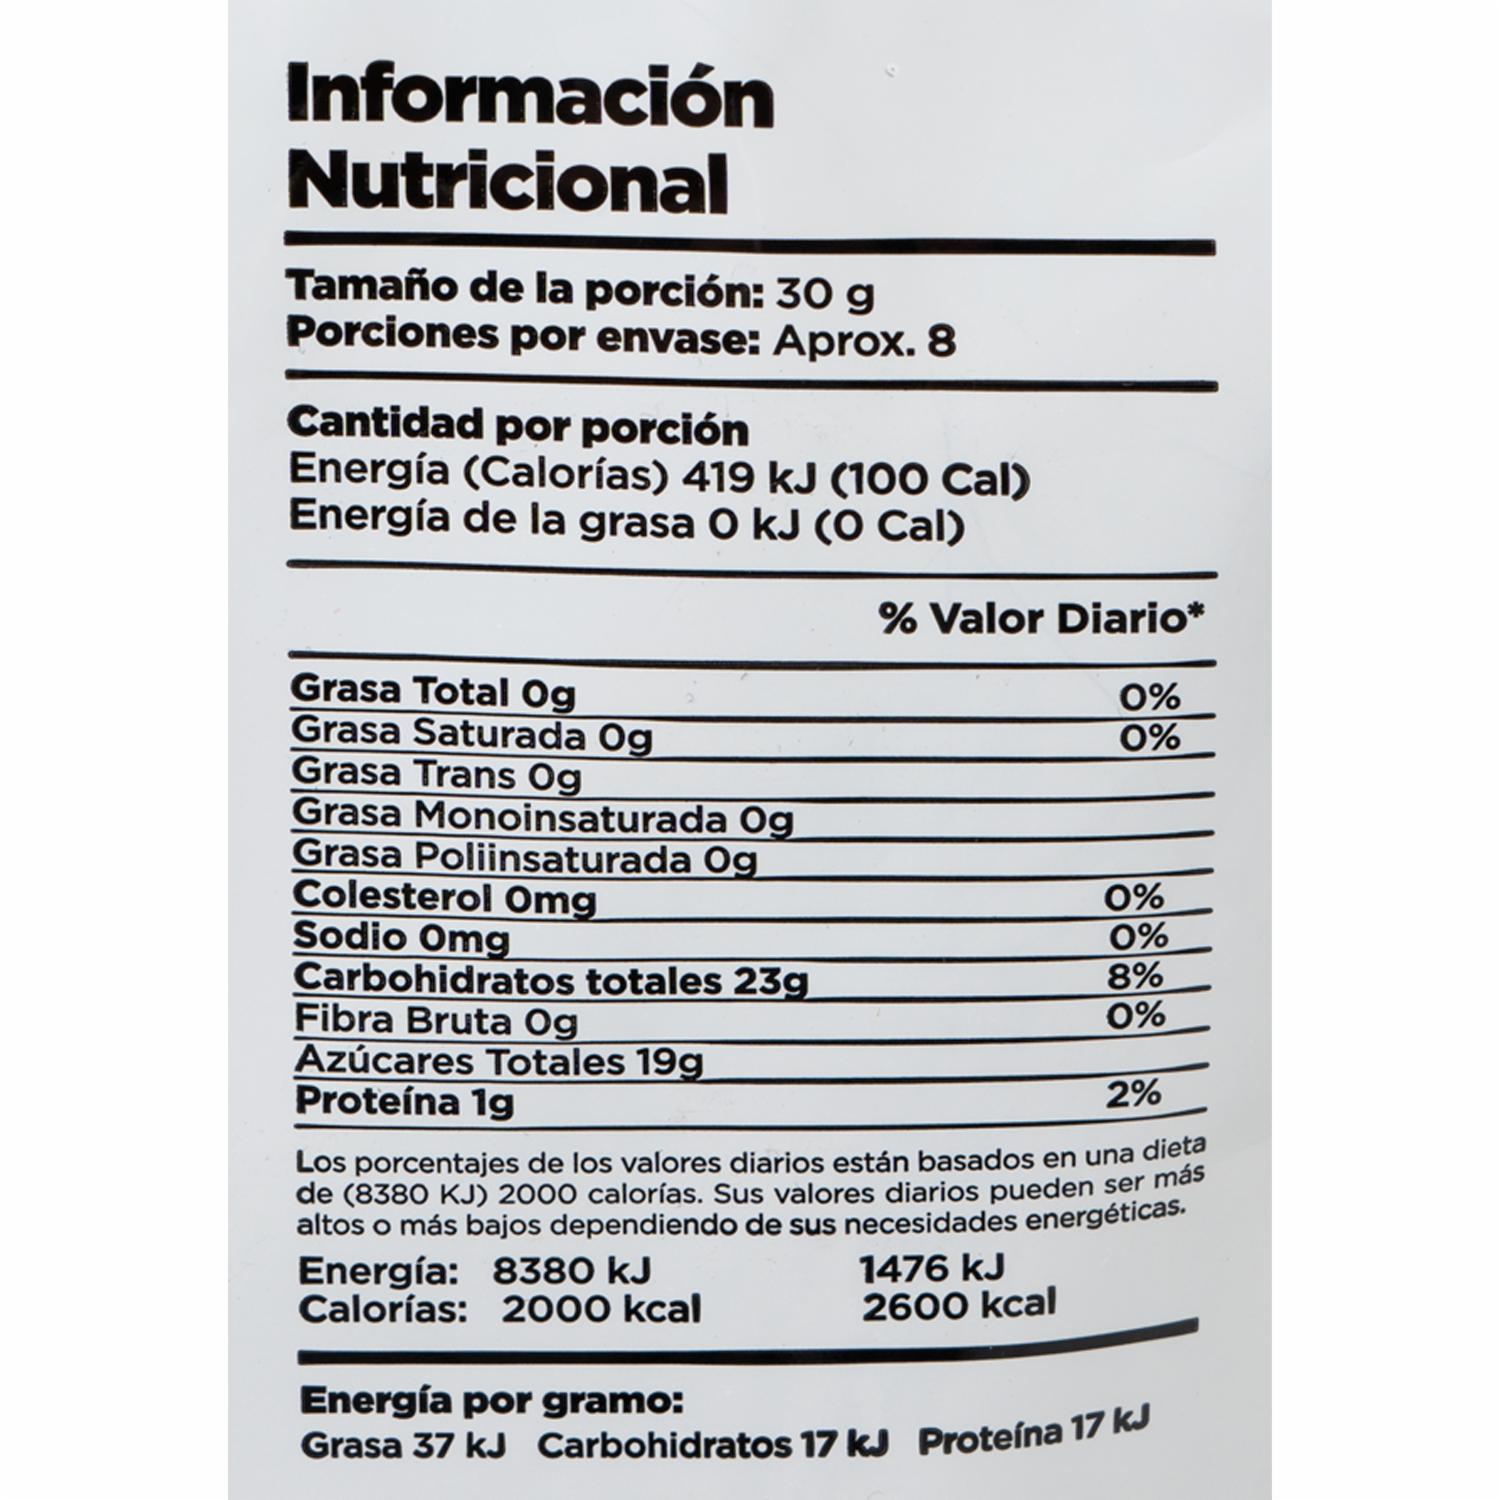 Información
Nutricional
Tamaño de la porción: 30 g
Porciones por envase: Aprox. 8
Cantidad por porción
Energía (Calorías) 419 kJ (100 Cal)
Energía de la grasa 0 kJ (0 Cal)
% Valor Diario*
Grasa Total 0g 0%
Grasa Saturada 0g 0%
Grasa Trans 0g
Grasa Monoinsaturada 0g
Grasa Poliinsaturada 0g
Colesterol 0mg 0%
Sodio 0mg 0%
Carbohidratos totales 23g 8%
Fibra Bruta 0g 0%
Azúcares Totales 19g
Proteína 1g 2%
Los porcentajes de los valores diarios están basados en una dieta
de (8380 KJ) 2000 calorías. Sus valores diarios pueden ser más
altos o más bajos dependiendo de sus necesidades energéticas.
Energía: 8380 kJ 1476 kJ
Calorías: 2000 kcal 2600 kcal
Energía por gramo:
Grasa 37 kJ Carbohidratos 17 kJ Proteína 17 kJ